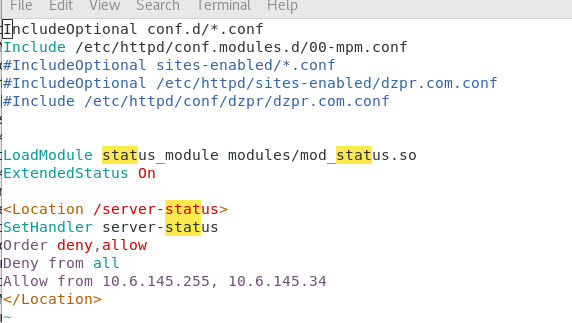 File Edit View Search Terminal Help
IncludeOptional conf.d/*.conf
Include /etc/httpd/conf.modules.d/00-mpm.conf
#IncludeOptional sites-enabled/*.conf
#IncludeOptional /etc/httpd/sites-enabled/dzpr.com.conf
#Include /etc/httpd/conf/dzpr/dzpr.com.conf
LoadModule status_module modules/mod_status.so
ExtendedStatus On
<Location /server-status>
SetHandler server-status
Order deny,allow
Deny from all
Allow from 10.6.145.255, 10.6.145.34
</Location>
~